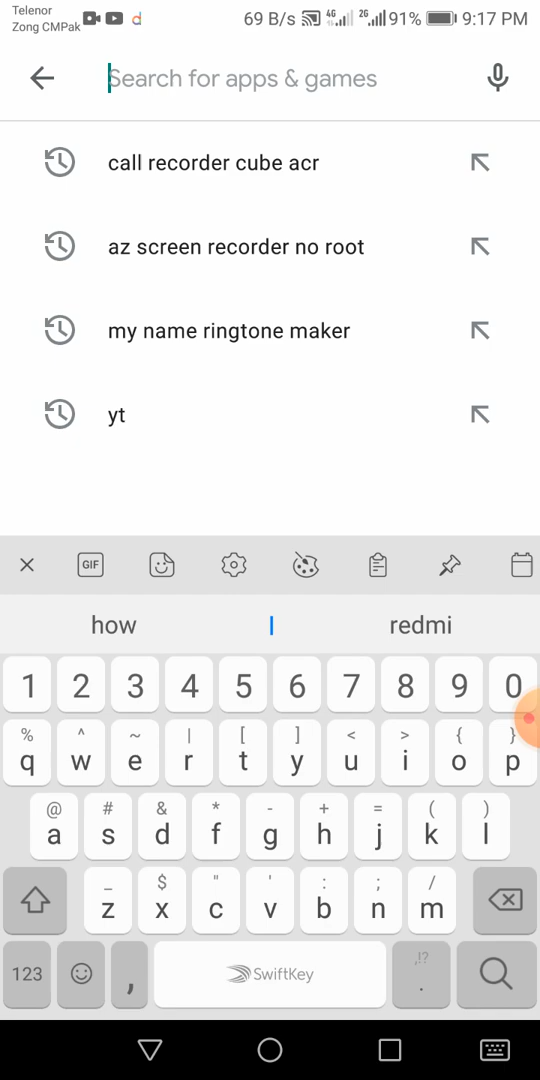 Telenor
Zong CMPak
69 B/s 4G 2G 91% 9:17 PM
Search for apps & games
call recorder cube acr
az screen recorder no root
my name ringtone maker
yt
GIF
how | redmi
1 2 3 4 5 6 7 8 9 0
% ^ ~ | [ ] < > { }
q w e r t y u i o p
@ # & * - + = ( )
a s d f g h j k l
_ $ " ' : ; /
z x c v b n m
123 , SwiftKey ,!? .